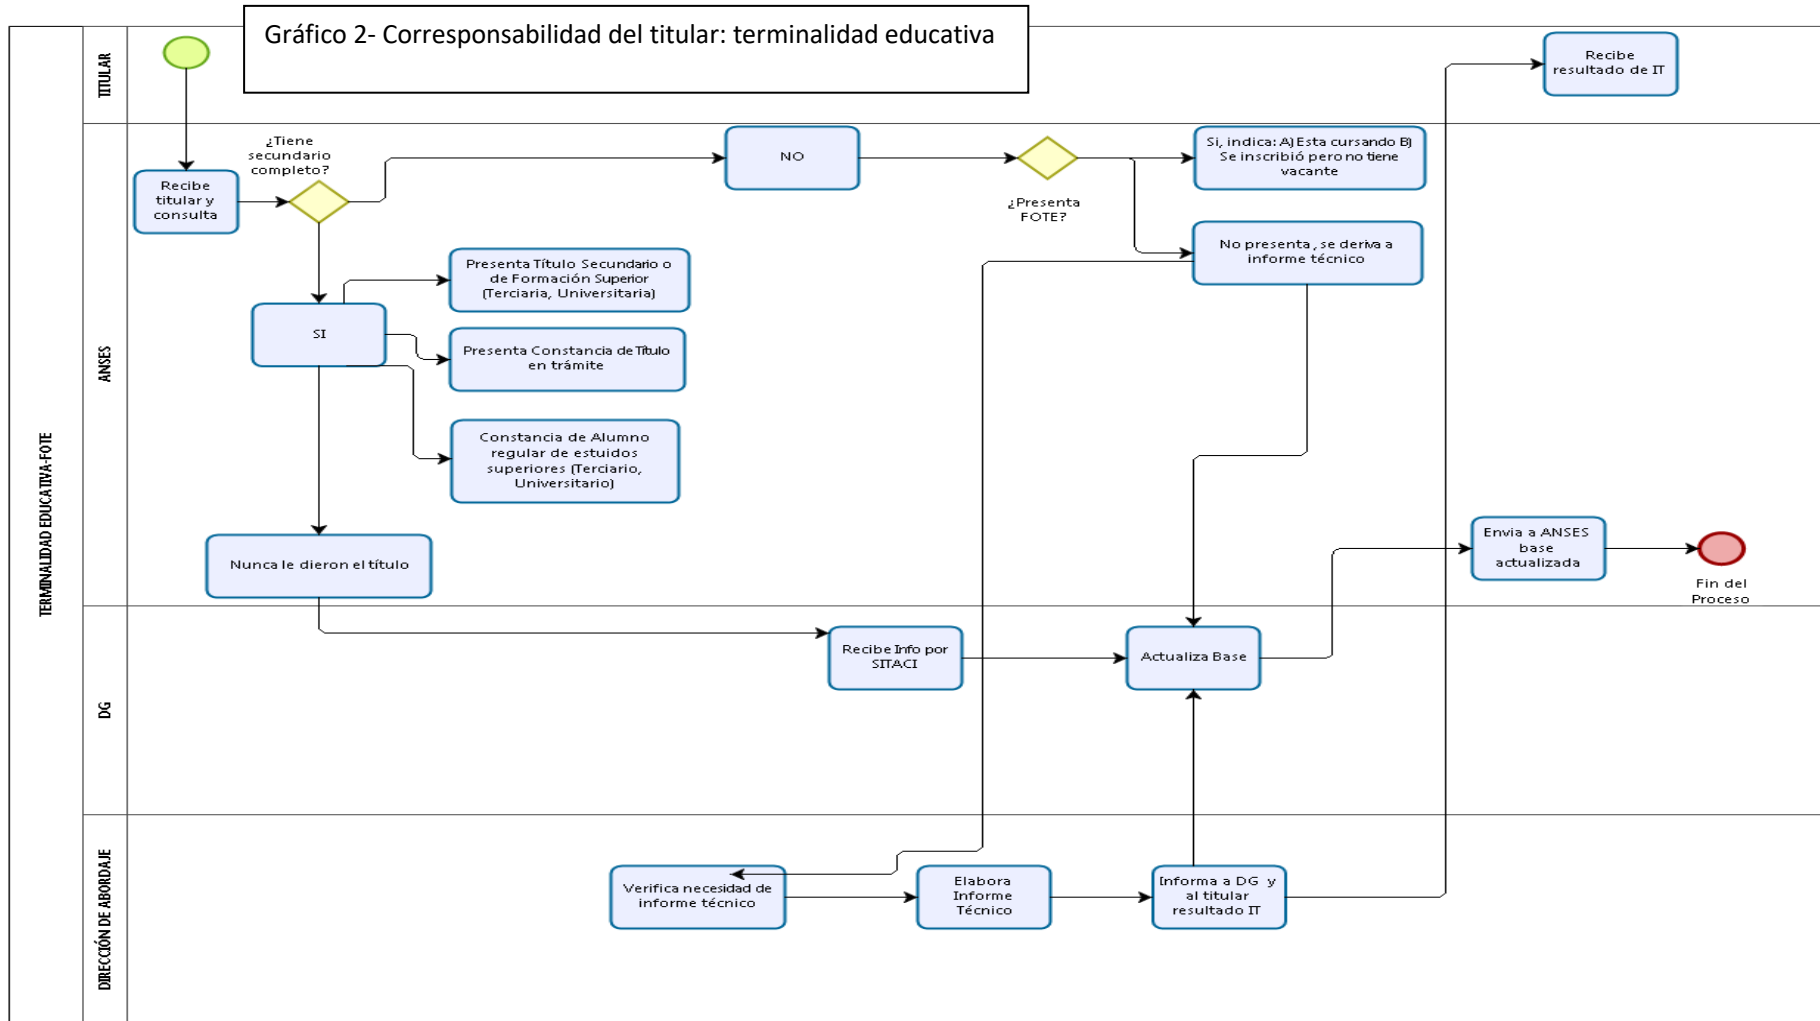 Gráfico 2- Corresponsabilidad del titular: terminalidad educativa
TERMINALIDAD EDUCATIVA-FOTE
TITULAR
Recibe
resultado de IT
ANSES
¿Tiene
secundario
completo?
Recibe
titular y
consulta
NO
¿Presenta
FOTE?
Si, indica: A) Esta cursando B)
Se inscribió pero no tiene
vacante
No presenta, se deriva a
informe técnico
SI
Presenta Título Secundario o
de Formación Superior
(Terciaria, Universitaria)
Presenta Constancia de Título
en trámite
Constancia de Alumno
regular de estuidos
superiores (Terciario,
Universitario)
Nunca le dieron el título
Envia a ANSES
base
actualizada
Fin del
Proceso
DG
Recibe Info por
SITACI
Actualiza Base
DIRECCIÓN DE ABORDAJE
Verifica necesidad de
informe técnico
Elabora
Informe
Técnico
Informa a DG y
al titular
resultado IT